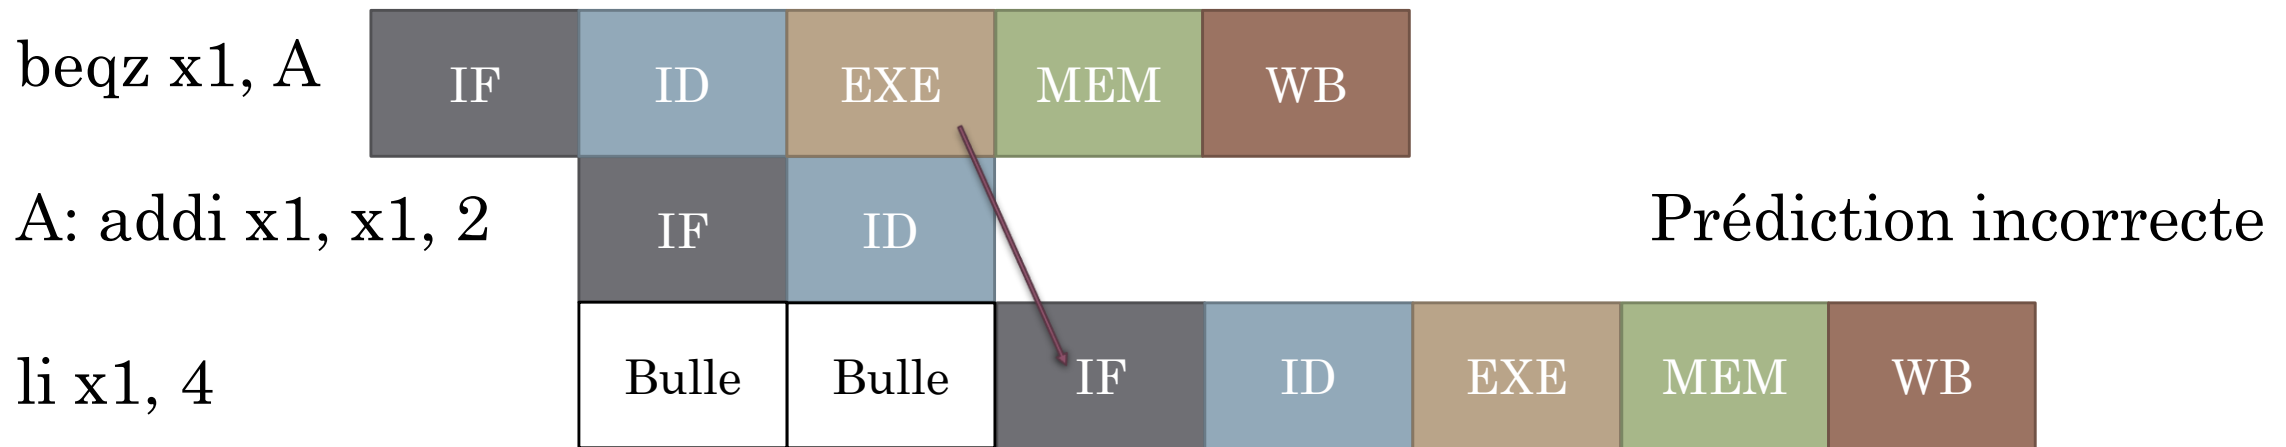 beqz x1, A IF ID EXE MEM WB
A: addi x1, x1, 2 IF ID Prédiction incorrecte
li x1, 4 Bulle Bulle IF ID EXE MEM WB